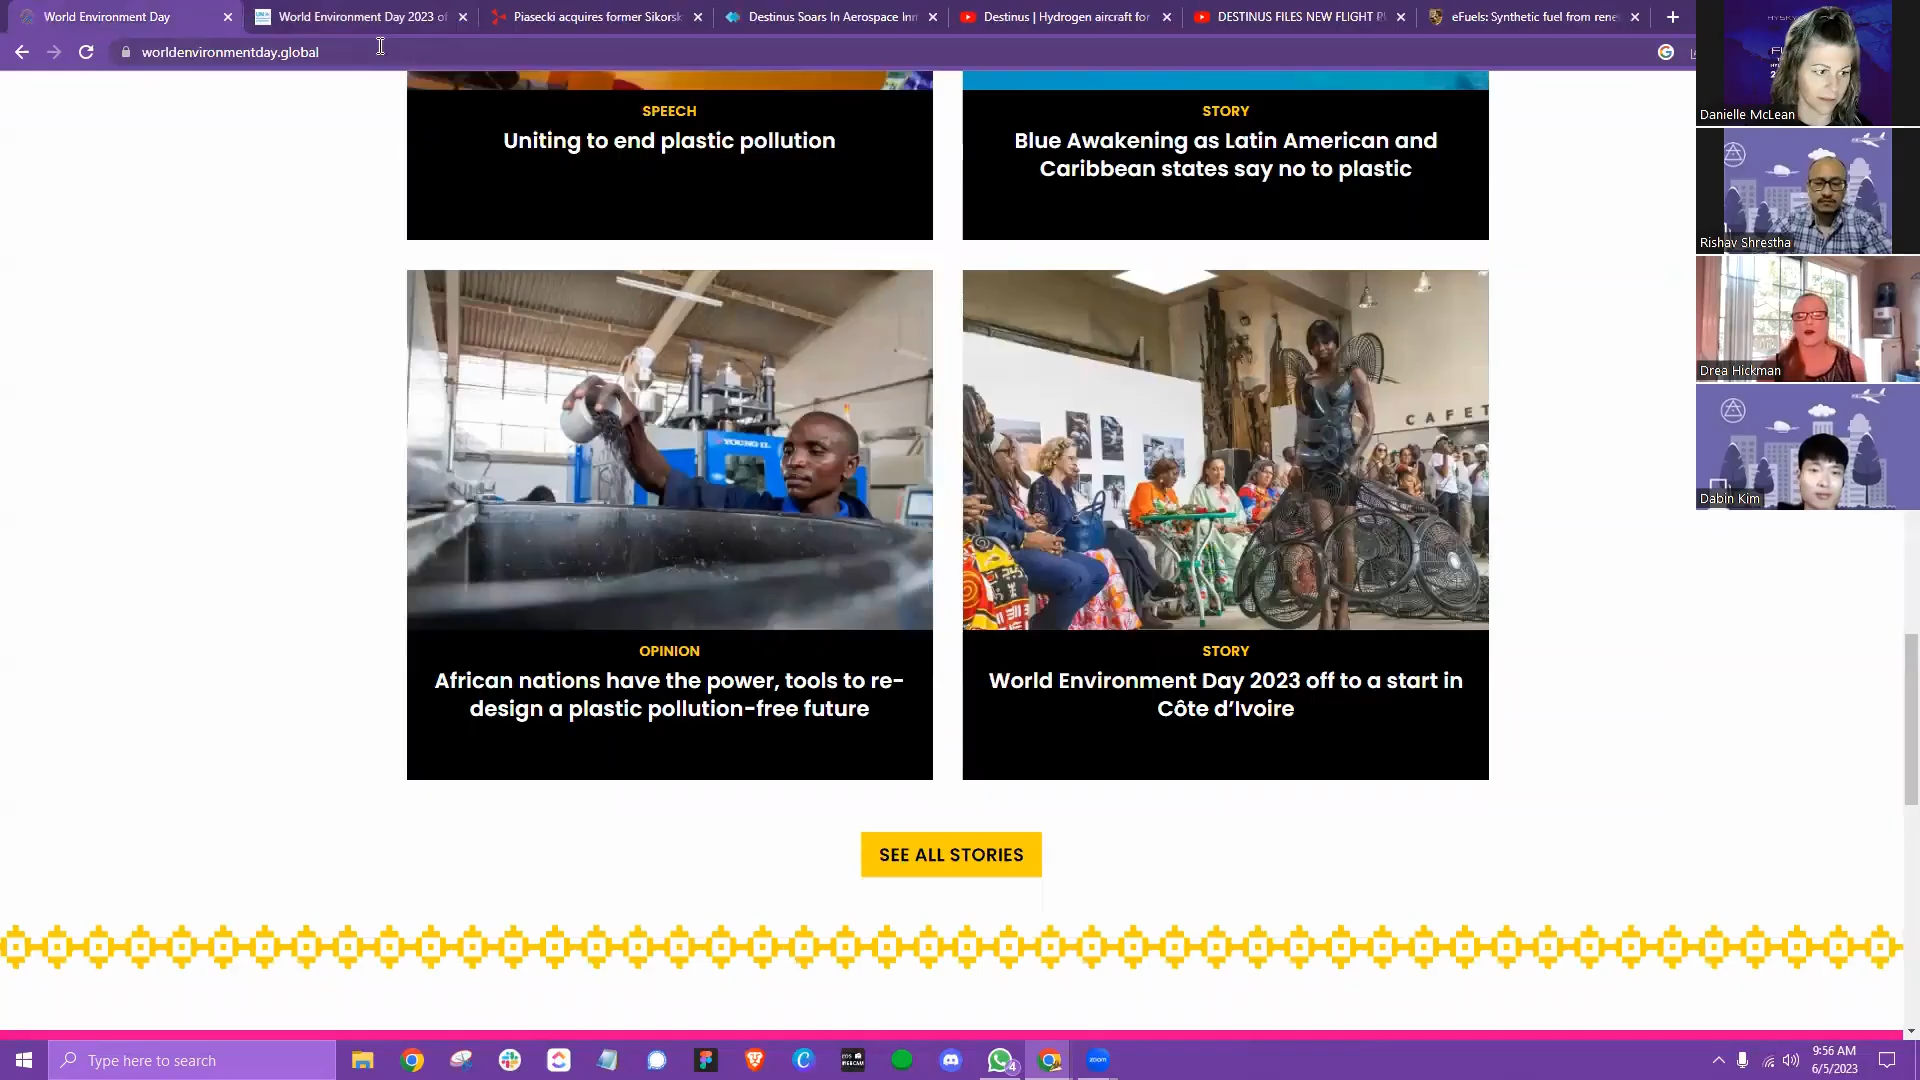 World Environment Day
World Environment Day 2023 of
Piasecki acquires former Sikorsk
Destinus Soars In Aerospace Inn
Destinus | Hydrogen aircraft for
DESTINUS FILES NEW FLIGHT P
eFuels: Synthetic fuel from rene
worldenvironmentday.global
Danielle McLean
Rishav Shrestha
Drea Hickman
Dabin Kim
SPEECH
Uniting to end plastic pollution
STORY
Blue Awakening as Latin American and
Caribbean states say no to plastic
YOUNG IL
CAFET
OPINION
African nations have the power, tools to re-
design a plastic pollution-free future
STORY
World Environment Day 2023 off to a start in
Côte d’Ivoire
SEE ALL STORIES
Type here to search
4
zoom
9:56 AM
6/5/2023